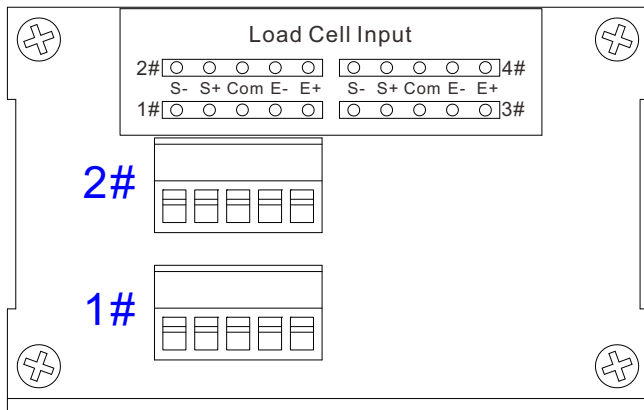 Load Cell Input
2# 4#
S- S+ Com E- E+ S- S+ Com E- E+
1# 3#
2#
1#